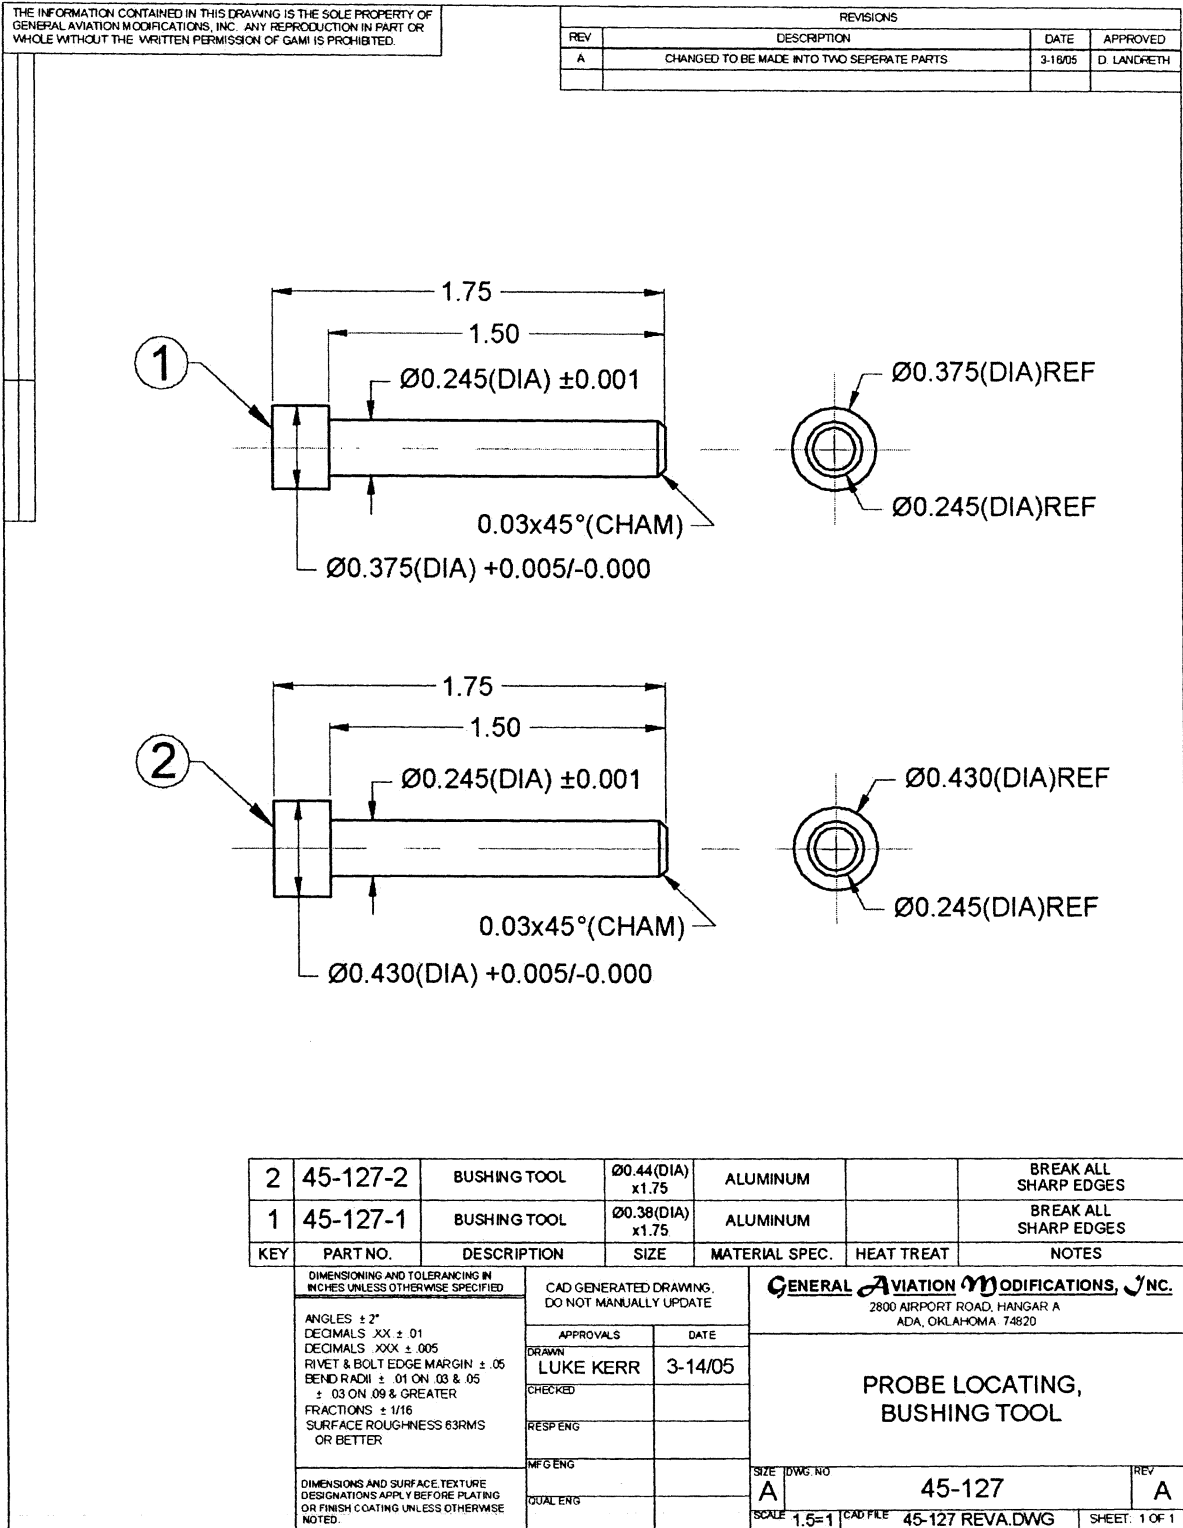 THE INFORMATION CONTAINED IN THIS DRAWING IS THE SOLE PROPERTY OF
GENERAL AVIATION MODIFICATIONS, INC. ANY REPRODUCTION IN PART OR
WHOLE WITHOUT THE WRITTEN PERMISSION OF GAMI IS PROHIBITED.
REVISIONS
REV DESCRIPTION DATE APPROVED
A CHANGED TO BE MADE INTO TWO SEPERATE PARTS 3-16/05 D. LANDRETH
1.75
1.50
1
Ø0.245(DIA) ±0.001
Ø0.375(DIA)REF
0.03x45°(CHAM)
Ø0.245(DIA)REF
Ø0.375(DIA) +0.005/-0.000
1.75
1.50
2
Ø0.245(DIA) ±0.001
Ø0.430(DIA)REF
0.03x45°(CHAM)
Ø0.245(DIA)REF
Ø0.430(DIA) +0.005/-0.000
2 45-127-2 BUSHING TOOL Ø0.44(DIA) x1.75 ALUMINUM BREAK ALL SHARP EDGES
1 45-127-1 BUSHING TOOL Ø0.38(DIA) x1.75 ALUMINUM BREAK ALL SHARP EDGES
KEY PART NO. DESCRIPTION SIZE MATERIAL SPEC. HEAT TREAT NOTES
DIMENSIONING AND TOLERANCING IN
INCHES UNLESS OTHERWISE SPECIFIED
ANGLES ± 2°
DECIMALS .XX ± .01
DECIMALS .XXX ± .005
RIVET & BOLT EDGE MARGIN ± .05
BEND RADII ± .01 ON .03 & .05
± .03 ON .09 & GREATER
FRACTIONS ± 1/16
SURFACE ROUGHNESS 63RMS
OR BETTER
DIMENSIONS AND SURFACE TEXTURE
DESIGNATIONS APPLY BEFORE PLATING
OR FINISH COATING UNLESS OTHERWISE
NOTED.
CAD GENERATED DRAWING,
DO NOT MANUALLY UPDATE
APPROVALS DATE
DRAWN
LUKE KERR 3-14/05
CHECKED
RESP ENG
MFG ENG
QUAL ENG
GENERAL AVIATION MODIFICATIONS, INC.
2800 AIRPORT ROAD, HANGAR A
ADA, OKLAHOMA 74820
PROBE LOCATING,
BUSHING TOOL
SIZE DWG. NO REV
A 45-127 A
SCALE 1.5=1 CAD FILE 45-127 REVA.DWG SHEET: 1 OF 1